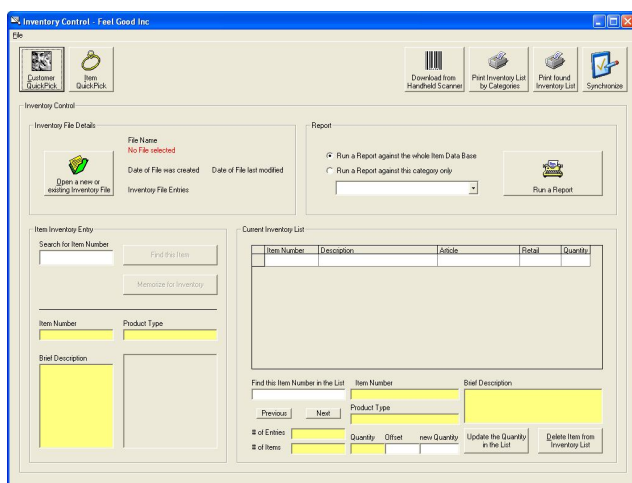 Inventory Control - Feel Good Inc
File
Customer
QuickPick
Item
QuickPick
Download from
Handheld Scanner
Print Inventory List
by Categories
Print found
Inventory List
Synchronize
Inventory Control
Inventory File Details
File Name
No File selected
Open a new or
existing Inventory File
Date of File was created
Date of File last modified
Inventory File Entries
Report
Run a Report against the whole Item Data Base
Run a Report against this category only
Run a Report
Item Inventory Entry
Search for Item Number
Find this Item
Memorize for Inventory
Item Number
Product Type
Brief Description
Current Inventory List
Item Number
Description
Article
Retail
Quantity
Find this Item Number in the List
Item Number
Brief Description
Previous
Next
Product Type
# of Entries
# of Items
Quantity
Offset
new Quantity
Update the Quantity
in the List
Delete Item from
Inventory List